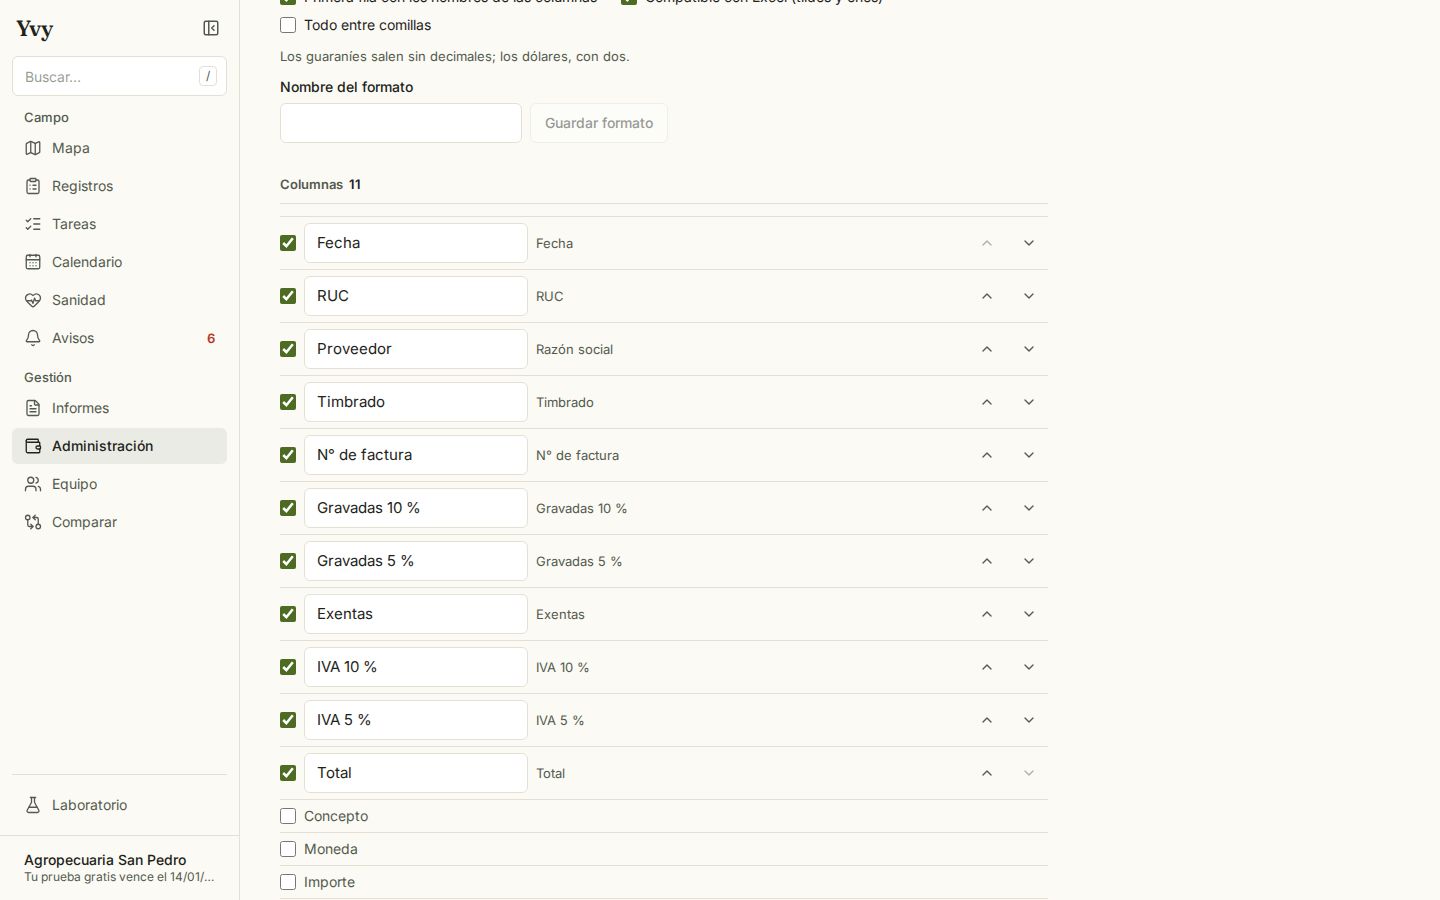 Yvy
Buscar...
/
Campo
Mapa
Registros
Tareas
Calendario
Sanidad
Avisos 6
Gestión
Informes
Administración
Equipo
Comparar
Laboratorio
Agropecuaria San Pedro
Tu prueba gratis vence el 14/01/...
Todo entre comillas
Los guaraníes salen sin decimales; los dólares, con dos.
Nombre del formato
Guardar formato
Columnas 11
Fecha Fecha
RUC RUC
Proveedor Razón social
Timbrado Timbrado
N° de factura N° de factura
Gravadas 10 % Gravadas 10 %
Gravadas 5 % Gravadas 5 %
Exentas Exentas
IVA 10 % IVA 10 %
IVA 5 % IVA 5 %
Total Total
Concepto
Moneda
Importe